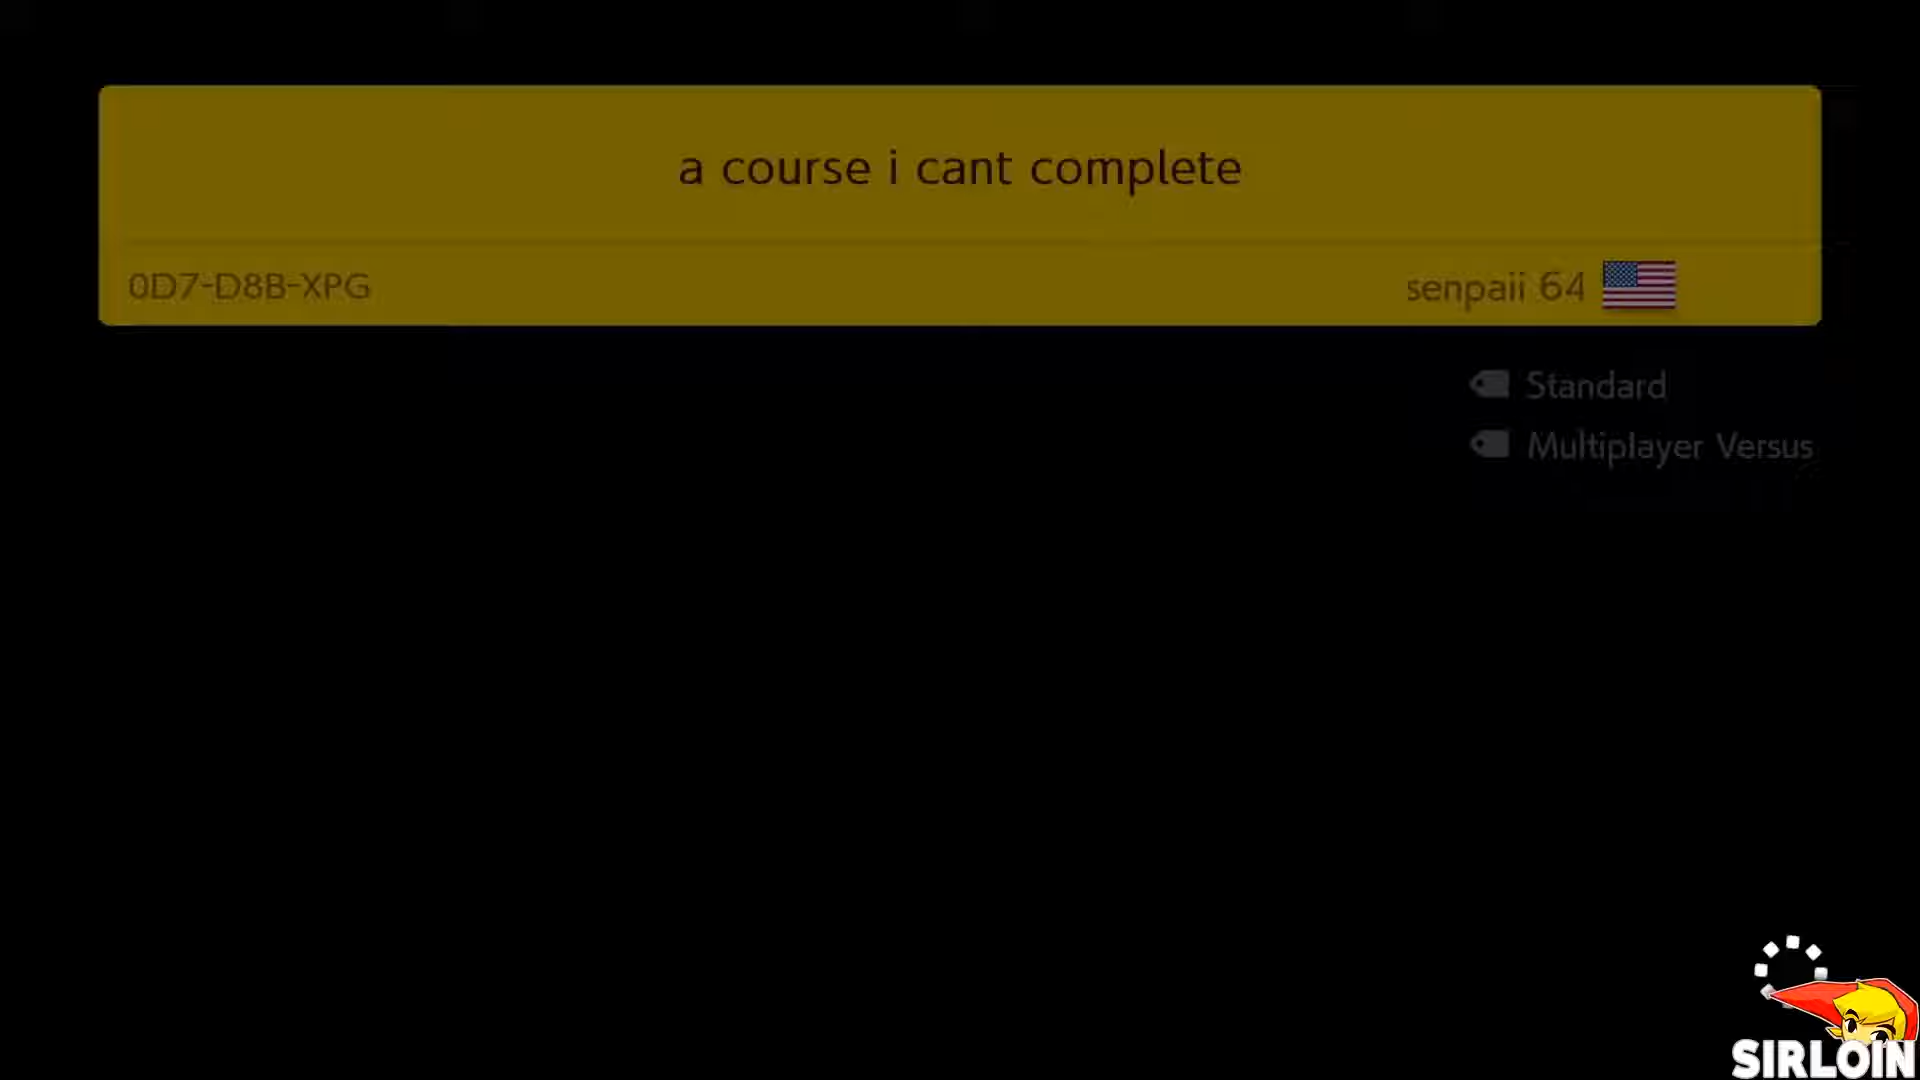 a course i cant complete
0D7-D8B-XPG
senpaii 64
Standard
Multiplayer Versus
SIRLOIN